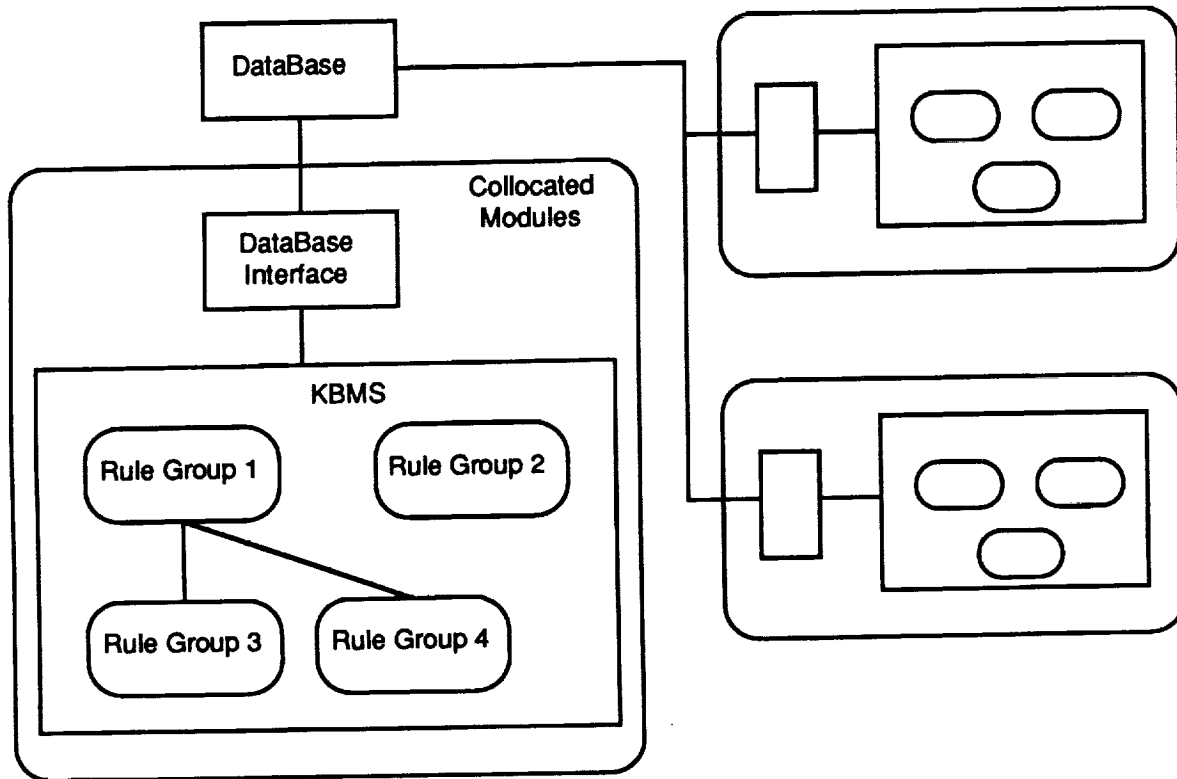 DataBase
Collocated
Modules
DataBase
Interface
KBMS
Rule Group 1
Rule Group 2
Rule Group 3
Rule Group 4